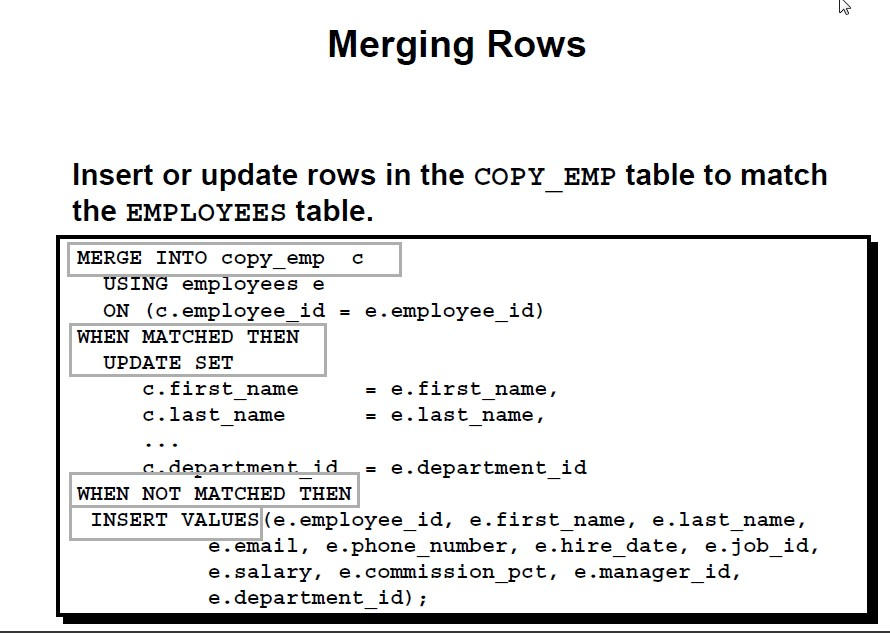 Merging Rows
Insert or update rows in the COPY_EMP table to match
the EMPLOYEES table.
MERGE INTO copy_emp c
USING employees e
ON (c.employee_id = e.employee_id)
WHEN MATCHED THEN
UPDATE SET
c.first_name = e.first_name,
c.last_name = e.last_name,
...
c.department_id = e.department_id
WHEN NOT MATCHED THEN
INSERT VALUES(e.employee_id, e.first_name, e.last_name,
e.email, e.phone_number, e.hire_date, e.job_id,
e.salary, e.commission_pct, e.manager_id,
e.department_id);